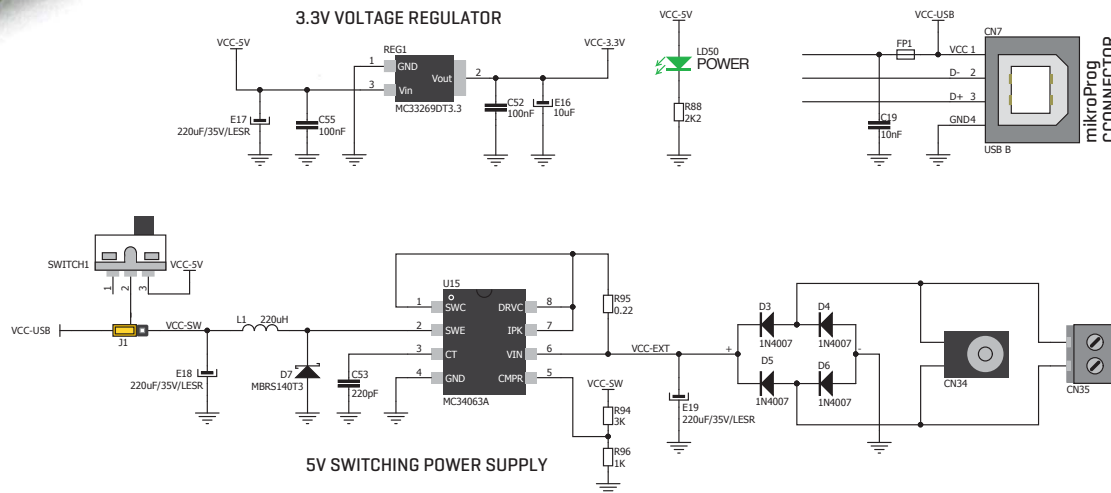 3.3V VOLTAGE REGULATOR
VCC-5V
REG1
1
GND
3
Vin
Vout
2
MC33269DT3.3
VCC-3.3V
E17
220uF/35V/LESR
C55
100nF
C52
100nF
E16
10uF
VCC-5V
LD50
POWER
R88
2K2
VCC-USB
FP1
C19
10nF
CN7
VCC 1
D- 2
D+ 3
GND4
USB B
mikroProg
CCONNECTOR
SWITCH1
1
2
3
VCC-5V
VCC-USB
J1
VCC-SW
L1 220uH
E18
220uF/35V/LESR
D7
MBRS140T3
C53
220pF
U15
1 SWC DRVC 8
2 SWE IPK 7
3 CT VIN 6
4 GND CMPR 5
MC34063A
R95
0.22
VCC-EXT
VCC-SW
R94
3K
R96
1K
E19
220uF/35V/LESR
+
-
D3
1N4007
D4
1N4007
D5
1N4007
D6
1N4007
CN34
CN35
5V SWITCHING POWER SUPPLY